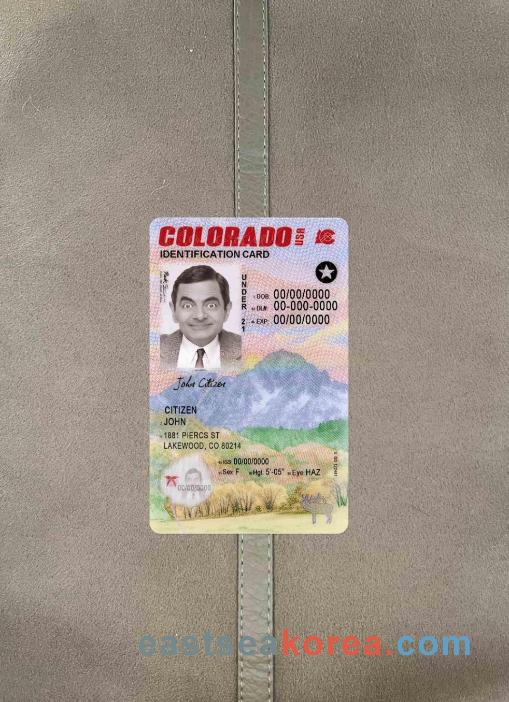 COLORADO USA
IDENTIFICATION CARD
UNDER 21
DOB: 00/00/0000
DL#: 00-000-0000
EXP: 00/00/0000
John Citizen
CITIZEN
JOHN
1881 PIERCS ST
LAKEWOOD, CO 80214
ISS 00/00/0000
Sex F Hgt 5'-05" Eye HAZ
00/00/0000
eastseakorea.com